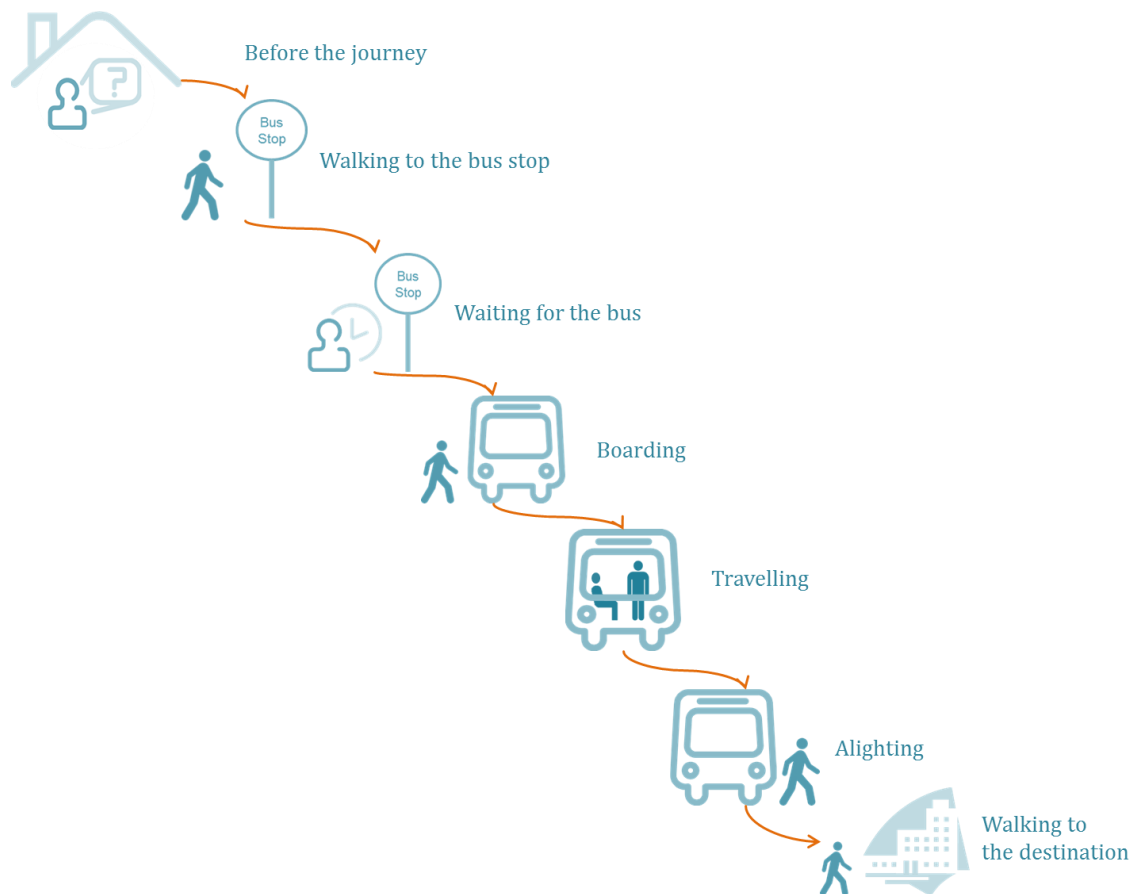 Before the journey
?
Bus
Stop
Walking to the bus stop
Bus
Stop
Waiting for the bus
Boarding
Travelling
Alighting
Walking to
the destination